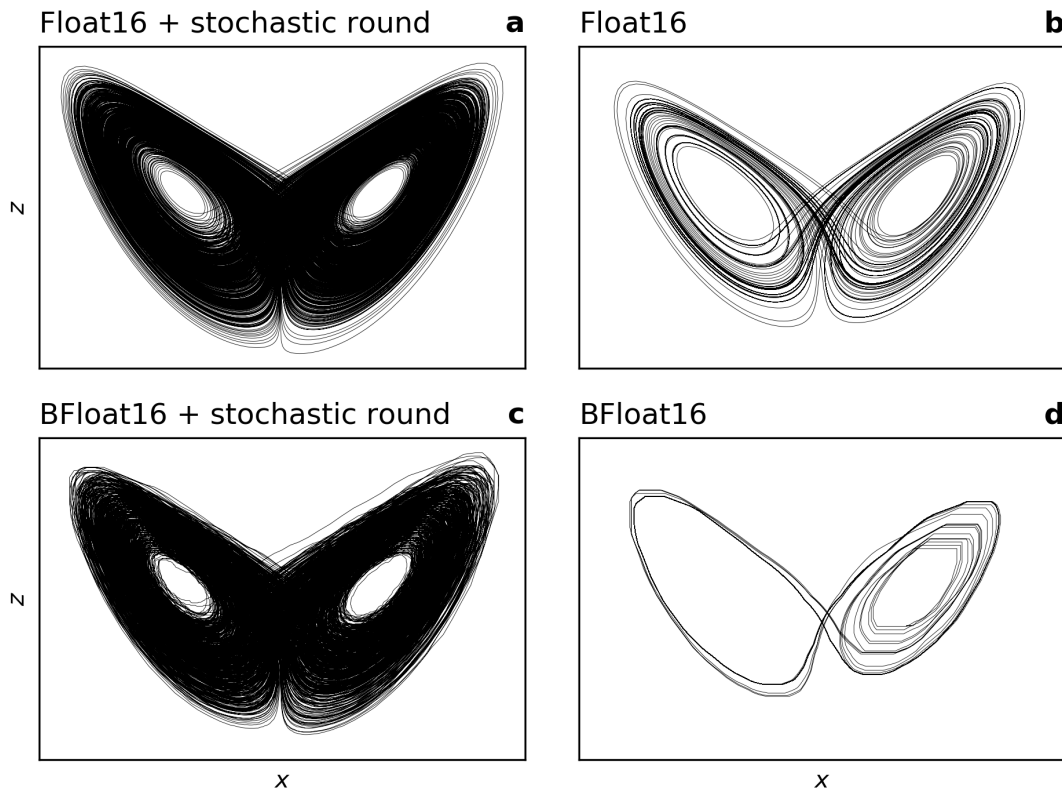 Float16 + stochastic round a
Float16 b
z
BFloat16 + stochastic round c
BFloat16 d
z
x
x